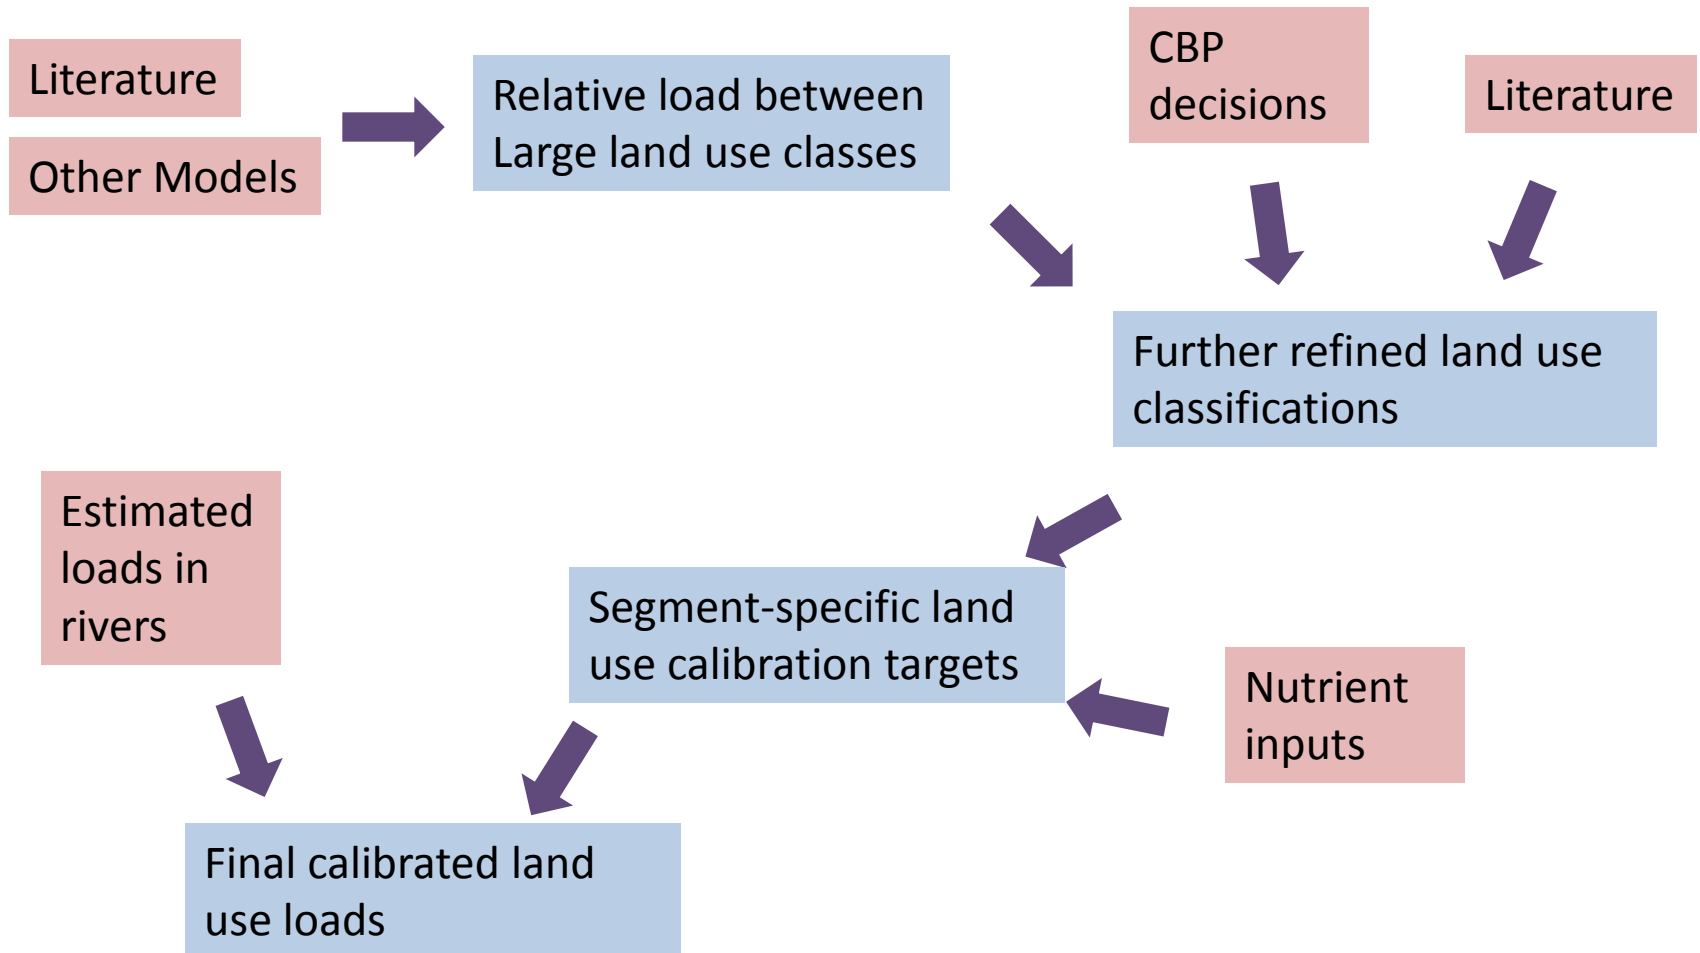 Literature
Other Models
Relative load between
Large land use classes
CBP
decisions
Literature
Further refined land use
classifications
Estimated
loads in
rivers
Segment-specific land
use calibration targets
Nutrient
inputs
Final calibrated land
use loads